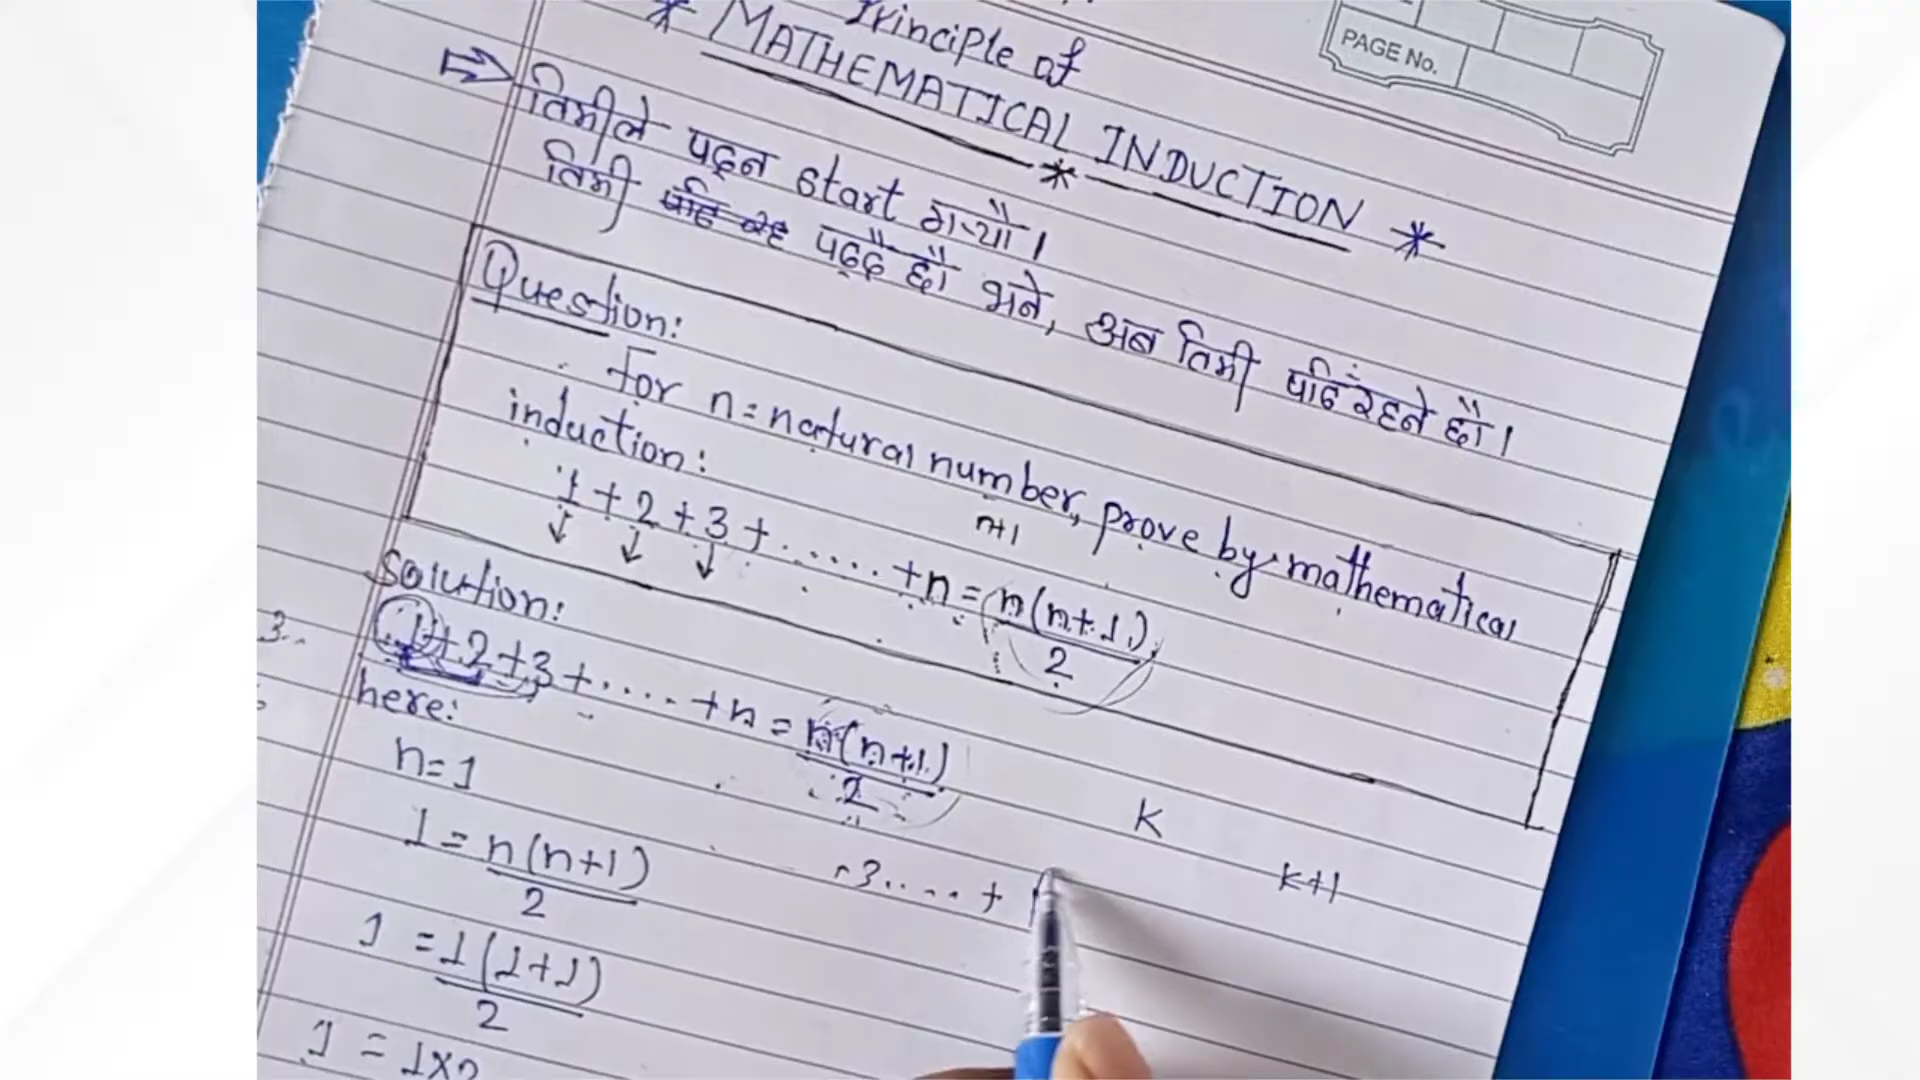 Principle of
* MATHEMATICAL INDUCTION *
PAGE No.
⇒ तिमीले पढ्न start गर्‍यौ।
तिमी पढ्दै छौ भने, अब तिमी पढिरहने छौ।
Question:
For n = natural number, prove by mathematical
induction:
n+1
1 + 2 + 3 + ...... + n = n(n+1)/2
Solution:
3.
1 + 2 + 3 + ..... + n = n(n+1)/2
here:
n=1
K
k+1
1 = n(n+1)/2
3.... +
1 = 1(1+1)/2
1 = 1×2